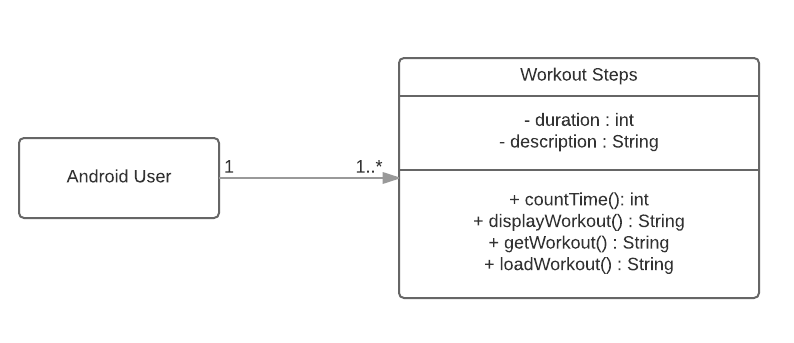 Workout Steps
- duration : int
- description : String
Android User
1
1..*
+ countTime(): int
+ displayWorkout() : String
+ getWorkout() : String
+ loadWorkout() : String